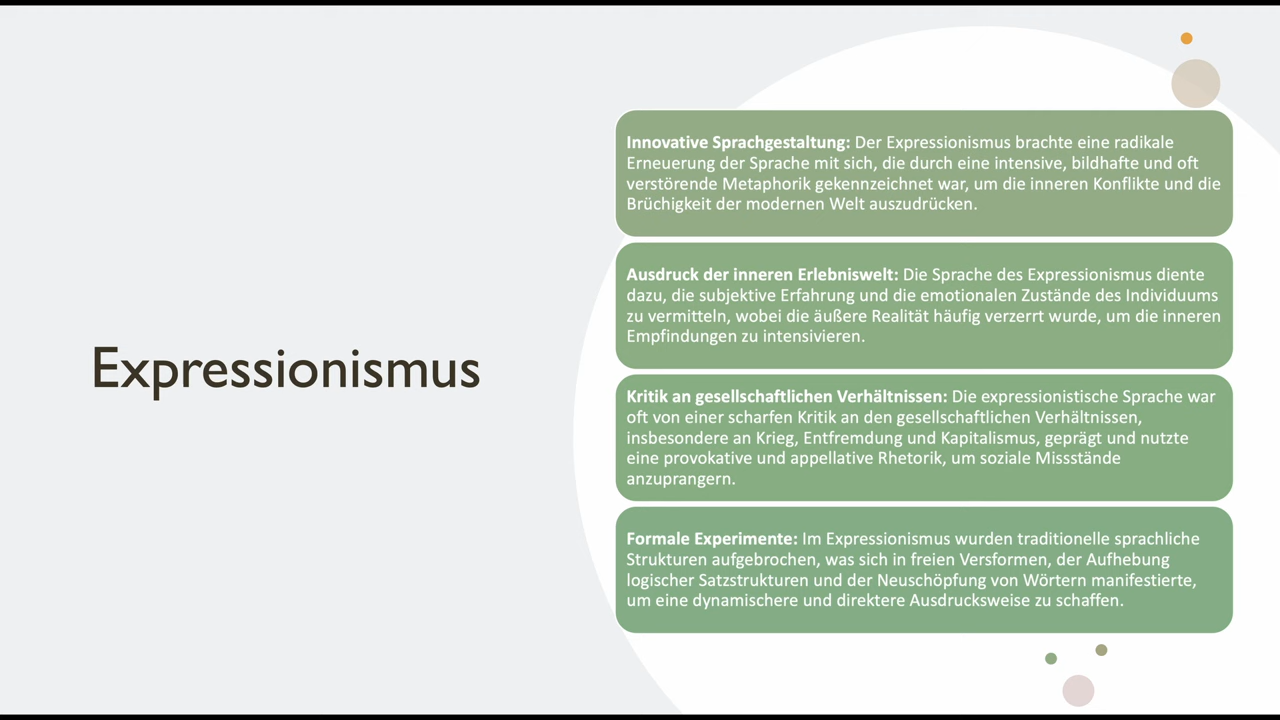 Expressionismus
Innovative Sprachgestaltung: Der Expressionismus brachte eine radikale
Erneuerung der Sprache mit sich, die durch eine intensive, bildhafte und oft
verstörende Metaphorik gekennzeichnet war, um die inneren Konflikte und die
Brüchigkeit der modernen Welt auszudrücken.
Ausdruck der inneren Erlebniswelt: Die Sprache des Expressionismus diente
dazu, die subjektive Erfahrung und die emotionalen Zustände des Individuums
zu vermitteln, wobei die äußere Realität häufig verzerrt wurde, um die inneren
Empfindungen zu intensivieren.
Kritik an gesellschaftlichen Verhältnissen: Die expressionistische Sprache war
oft von einer scharfen Kritik an den gesellschaftlichen Verhältnissen,
insbesondere an Krieg, Entfremdung und Kapitalismus, geprägt und nutzte
eine provokative und appellative Rhetorik, um soziale Missstände
anzuprangern.
Formale Experimente: Im Expressionismus wurden traditionelle sprachliche
Strukturen aufgebrochen, was sich in freien Versformen, der Aufhebung
logischer Satzstrukturen und der Neuschöpfung von Wörtern manifestierte,
um eine dynamischere und direktere Ausdrucksweise zu schaffen.